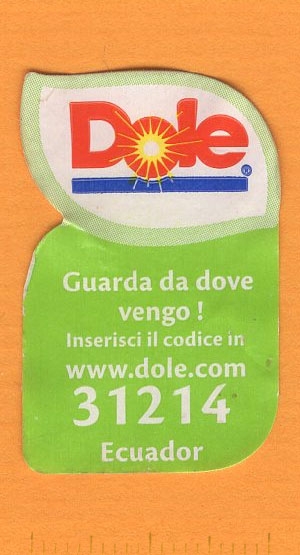 Dole
®
Guarda da dove
vengo !
Inserisci il codice in
www.dole.com
31214
Ecuador